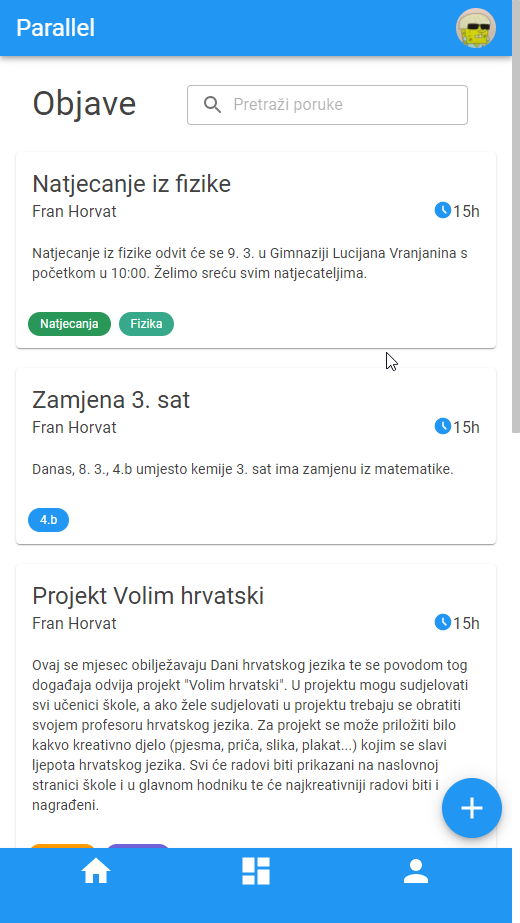 Parallel
Objave
Pretraži poruke
Natjecanje iz fizike
Fran Horvat
15h
Natjecanje iz fizike odvit će se 9. 3. u Gimnaziji Lucijana Vranjanina s
početkom u 10:00. Želimo sreću svim natjecateljima.
Natjecanja
Fizika
Zamjena 3. sat
Fran Horvat
15h
Danas, 8. 3., 4.b umjesto kemije 3. sat ima zamjenu iz matematike.
4.b
Projekt Volim hrvatski
Fran Horvat
15h
Ovaj se mjesec obilježavaju Dani hrvatskog jezika te se povodom tog
događaja odvija projekt "Volim hrvatski". U projektu mogu sudjelovati
svi učenici škole, a ako žele sudjelovati u projektu trebaju se obratiti
svojem profesoru hrvatskog jezika. Za projekt se može priložiti bilo
kakvo kreativno djelo (pjesma, priča, slika, plakat...) kojim se slavi
ljepota hrvatskog jezika. Svi će radovi biti prikazani na naslovnoj
stranici škole i u glavnom hodniku te će najkreativniji radovi biti i
nagrađeni.